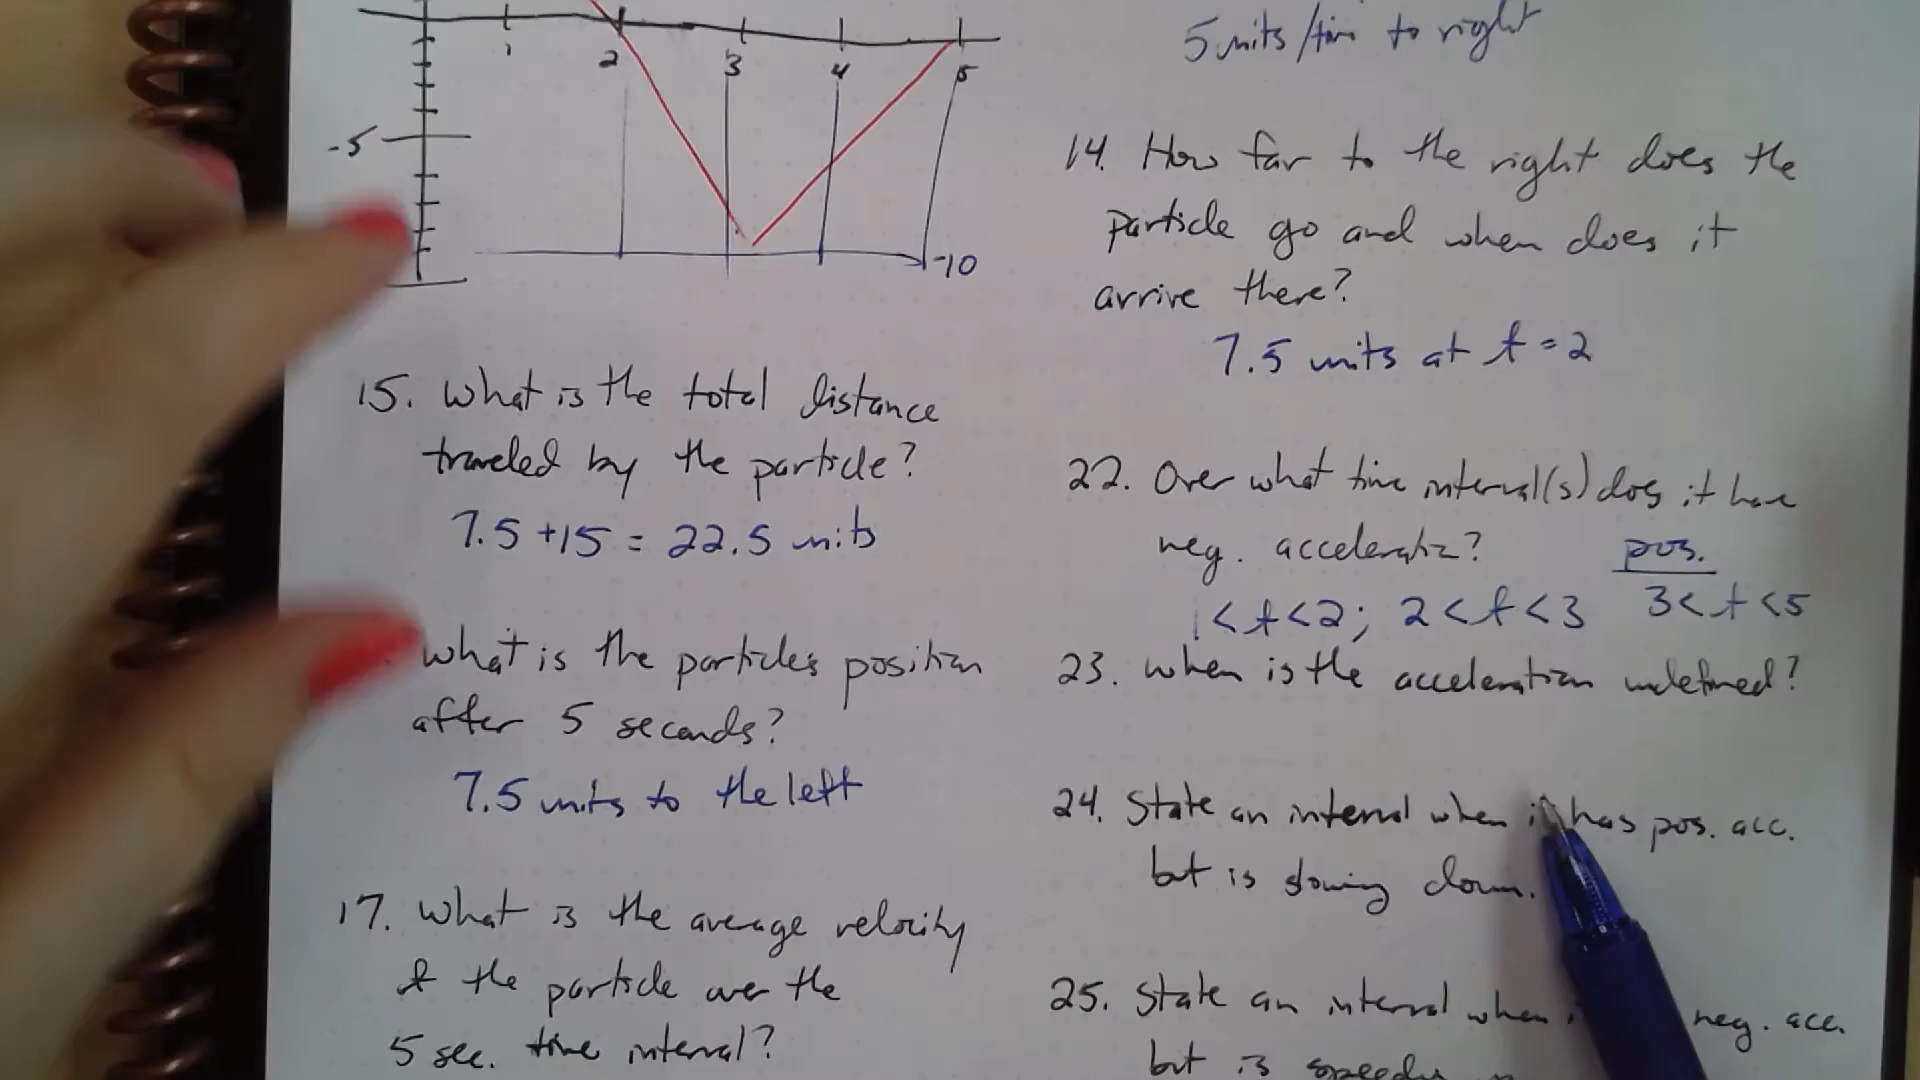 1 2 3 4 5
-5
-10
15. What is the total distance
traveled by the particle?
7.5 + 15 = 22.5 units
What is the particle's position
after 5 seconds?
7.5 units to the left
17. What is the average velocity
of the particle over the
5 sec. time interval?
5 units/time to right
14. How far to the right does the
particle go and when does it
arrive there?
7.5 units at t = 2
22. Over what time interval(s) does it have
neg. acceleration?
pos.
1 < t < 2; 2 < t < 3 3 < t < 5
23. When is the acceleration undefined?
24. State an interval when it has pos. acc.
but is slowing down.
25. State an interval when neg. acc.
but is